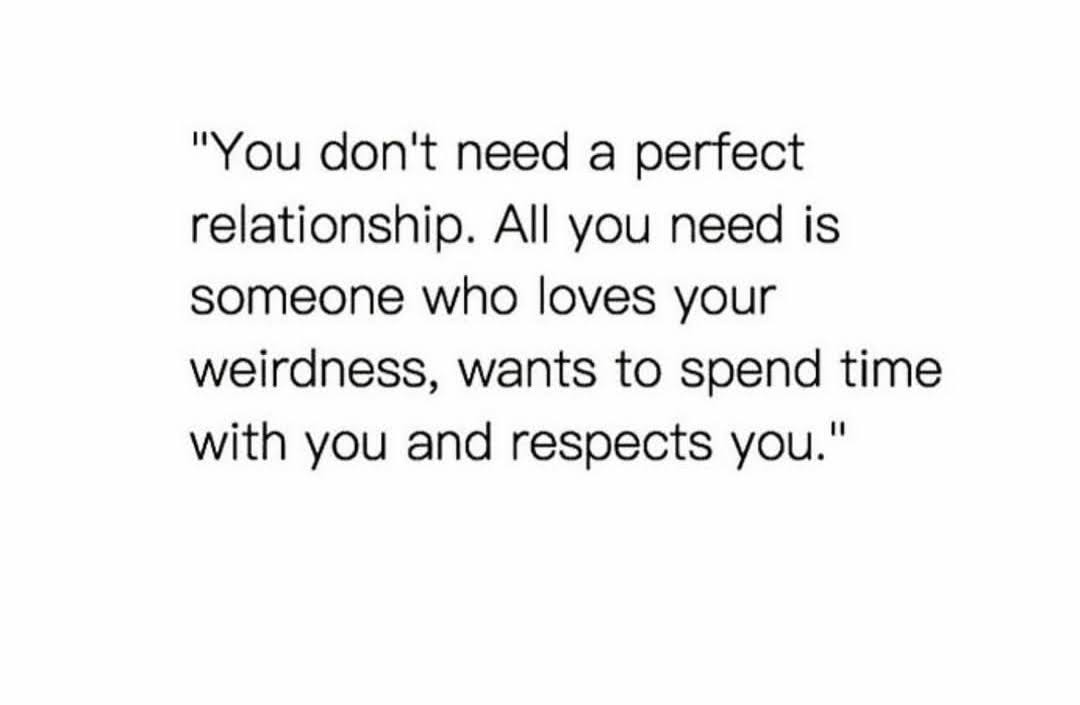 "You don't need a perfect
relationship. All you need is
someone who loves your
weirdness, wants to spend time
with you and respects you."